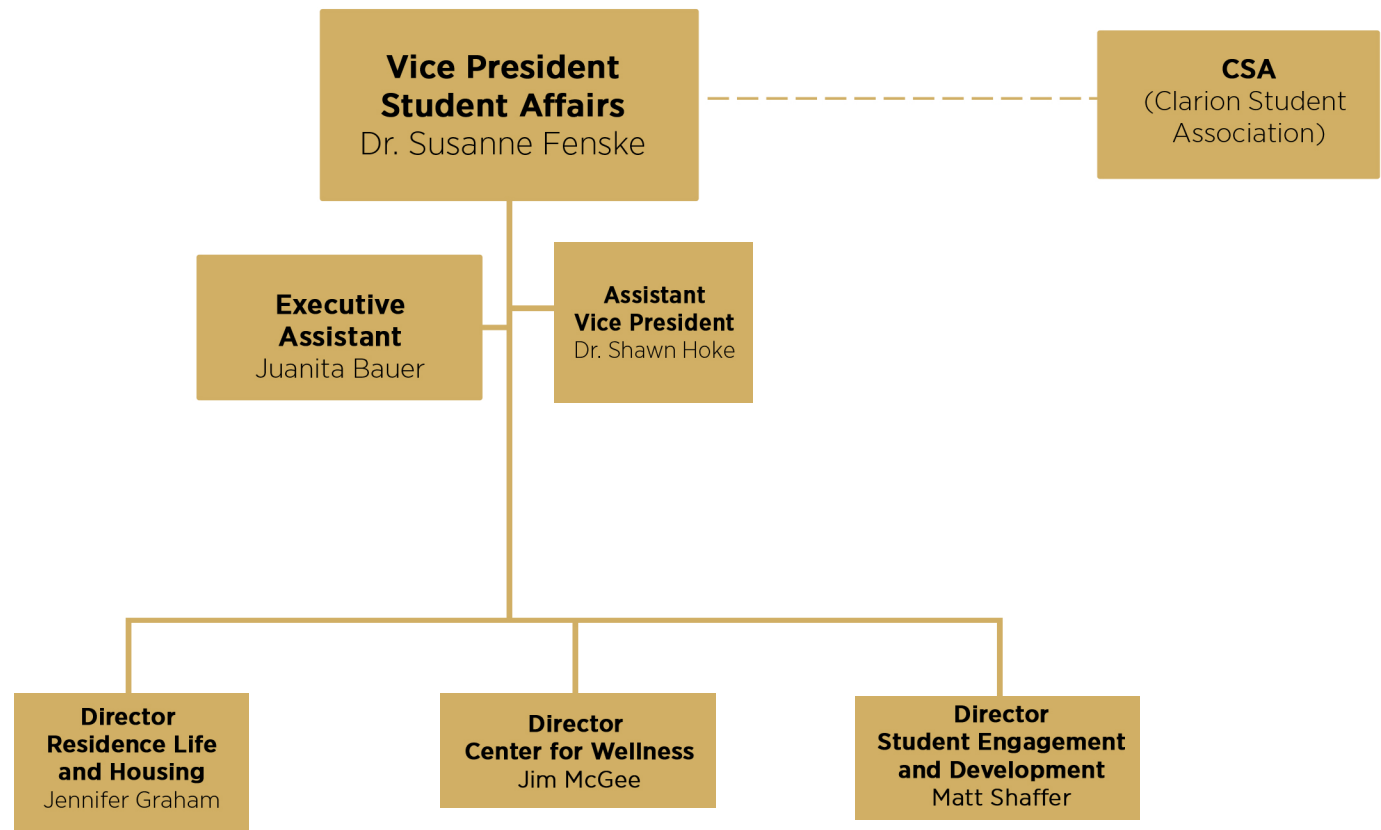 Vice President
Student Affairs
Dr. Susanne Fenske
CSA
(Clarion Student
Association)
Executive
Assistant
Juanita Bauer
Assistant
Vice President
Dr. Shawn Hoke
Director
Residence Life
and Housing
Jennifer Graham
Director
Center for Wellness
Jim McGee
Director
Student Engagement
and Development
Matt Shaffer